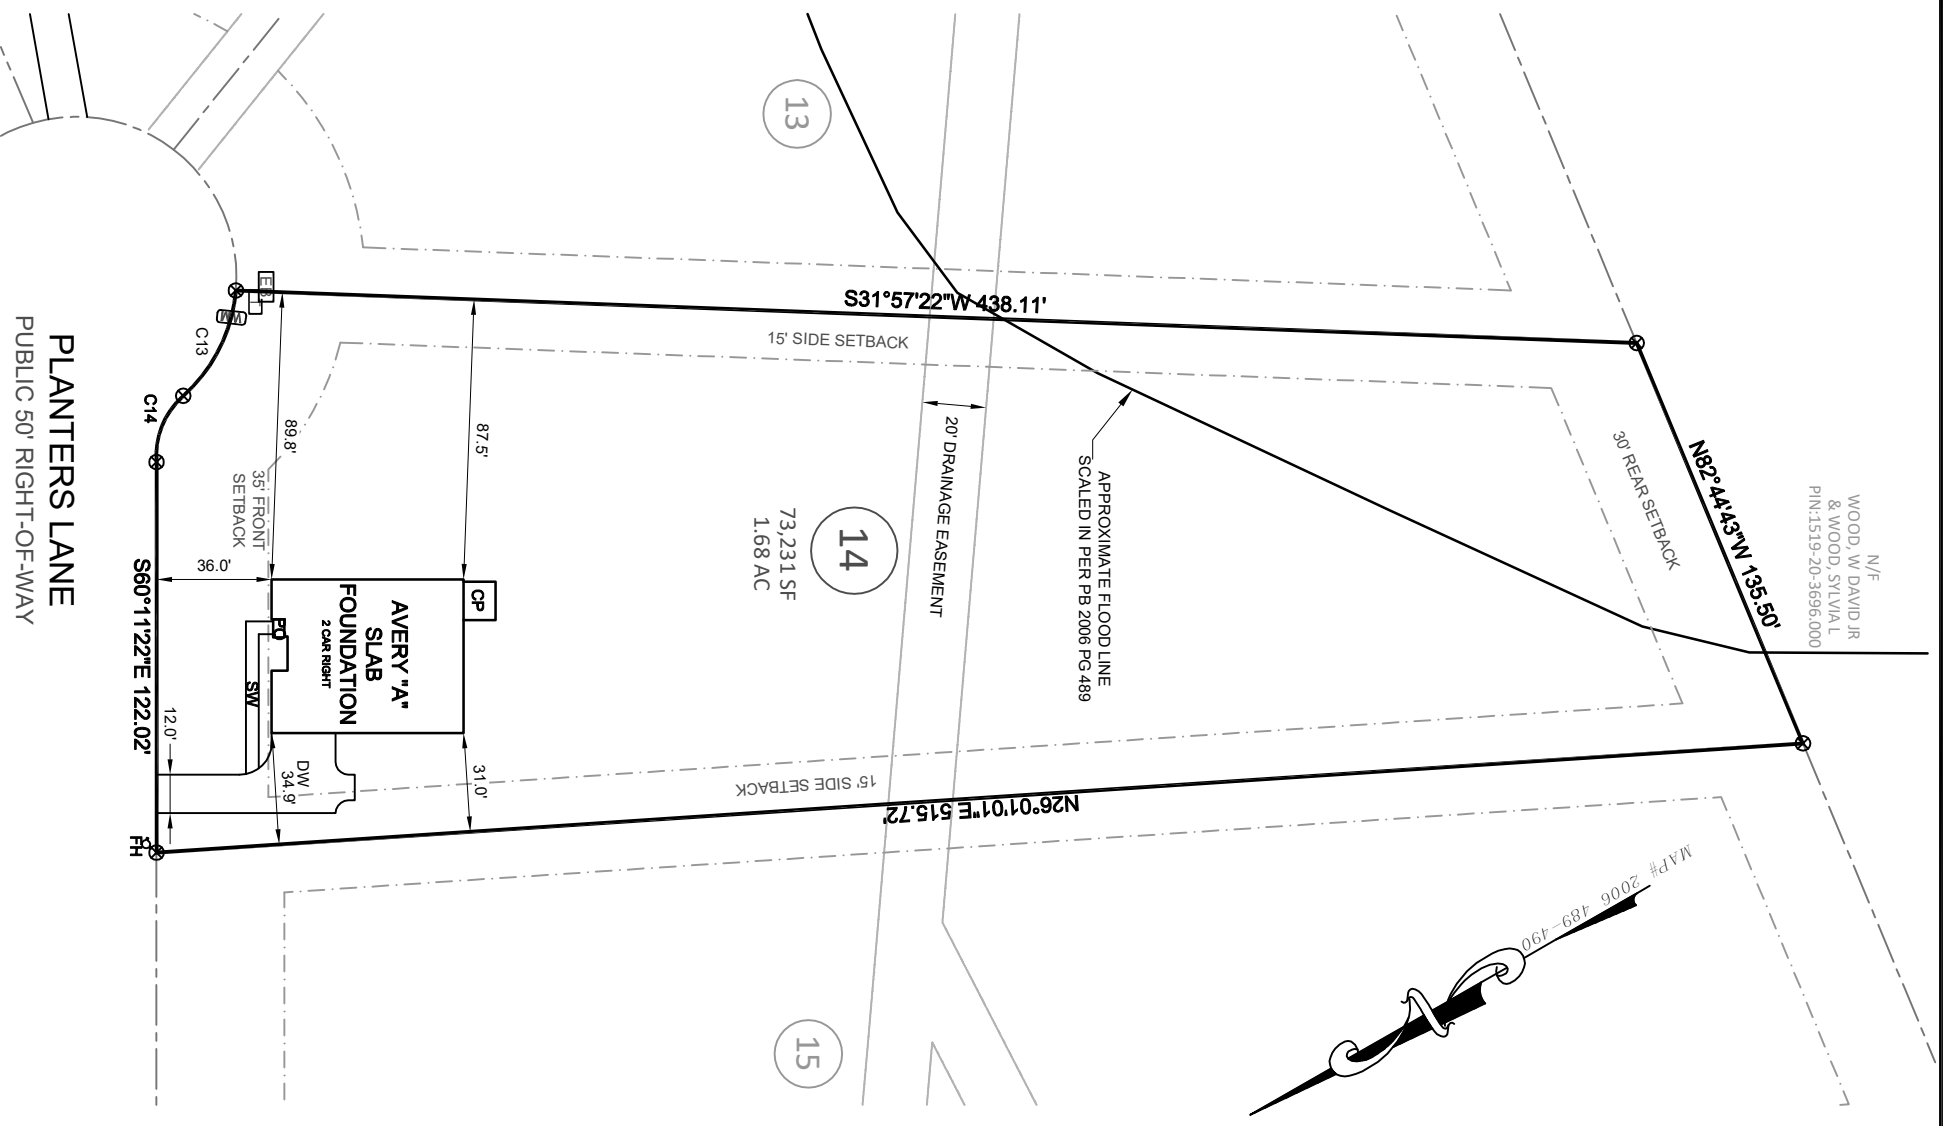 N/F
WOOD, W DAVID JR
& WOOD, SYLVIA L
PIN:1519-20-3696.000
N82°44'43"W 135.50'
30' REAR SETBACK
S31°57'22"W 438.11'
15' SIDE SETBACK
APPROXIMATE FLOOD LINE
SCALED IN PER PB 2006 PG 489
20' DRAINAGE EASEMENT
13
14
73,231 SF
1.68 AC
15
N26°01'01"E 515.72'
15' SIDE SETBACK
MAP# 2006 489-490
N
87.5'
CP
31.0'
AVERY "A"
SLAB
FOUNDATION
2 CAR RIGHT
89.8'
PO
DW
34.9'
SW
35' FRONT
SETBACK
36.0'
12.0'
WM
C13
C14
S60°11'22"E 122.02'
FH
PLANTERS LANE
PUBLIC 50' RIGHT-OF-WAY